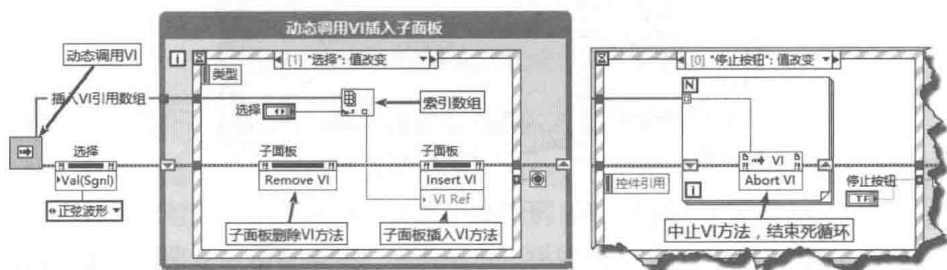 动态调用VI插入子面板
动态调用VI
[1] "选择": 值改变
类型
插入VI引用数组
选择
索引数组
选择
Val(Sgnl)
正弦波形
子面板
Remove VI
子面板
Insert VI
VI Ref
子面板删除VI方法
子面板插入VI方法
i
[0] "停止按钮": 值改变
N
VI
Abort VI
控件引用
i
停止按钮
TF
中止VI方法，结束死循环